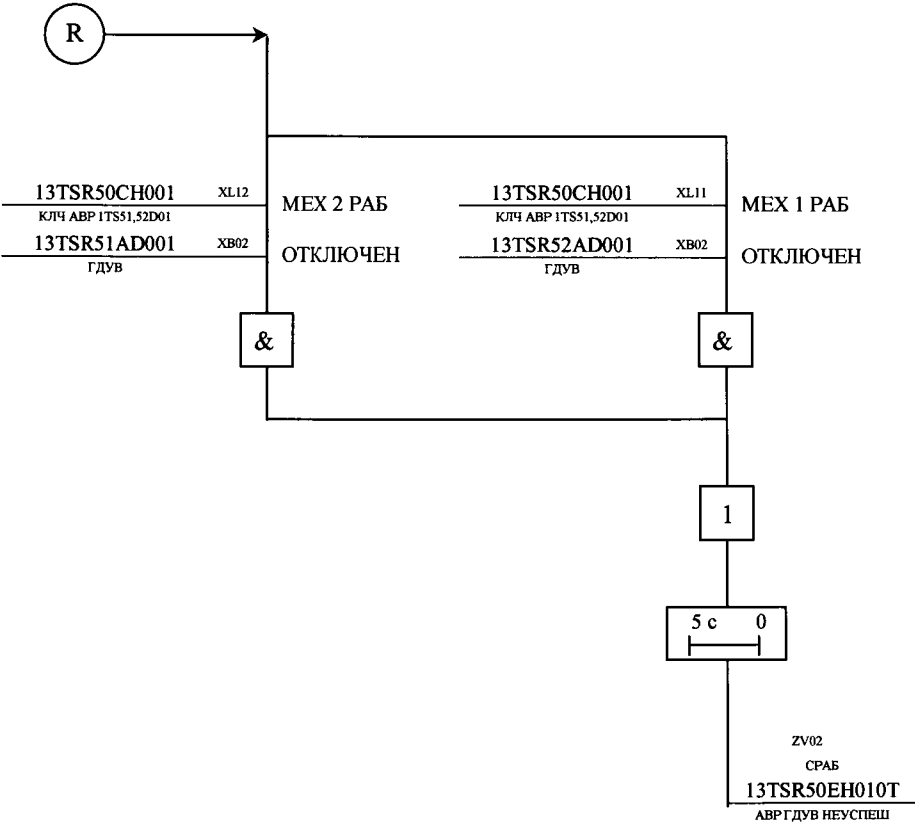 R
13TSR50CH001 XL12
КЛЧ АВР 1TS51,52D01
МЕХ 2 РАБ
13TSR51AD001 XB02
ГДУВ
ОТКЛЮЧЕН
&
13TSR50CH001 XL11
КЛЧ АВР 1TS51,52D01
МЕХ 1 РАБ
13TSR52AD001 XB02
ГДУВ
ОТКЛЮЧЕН
&
1
5 с 0
ZV02
СРАБ
13TSR50EH010T
АВР ГДУВ НЕУСПЕШ